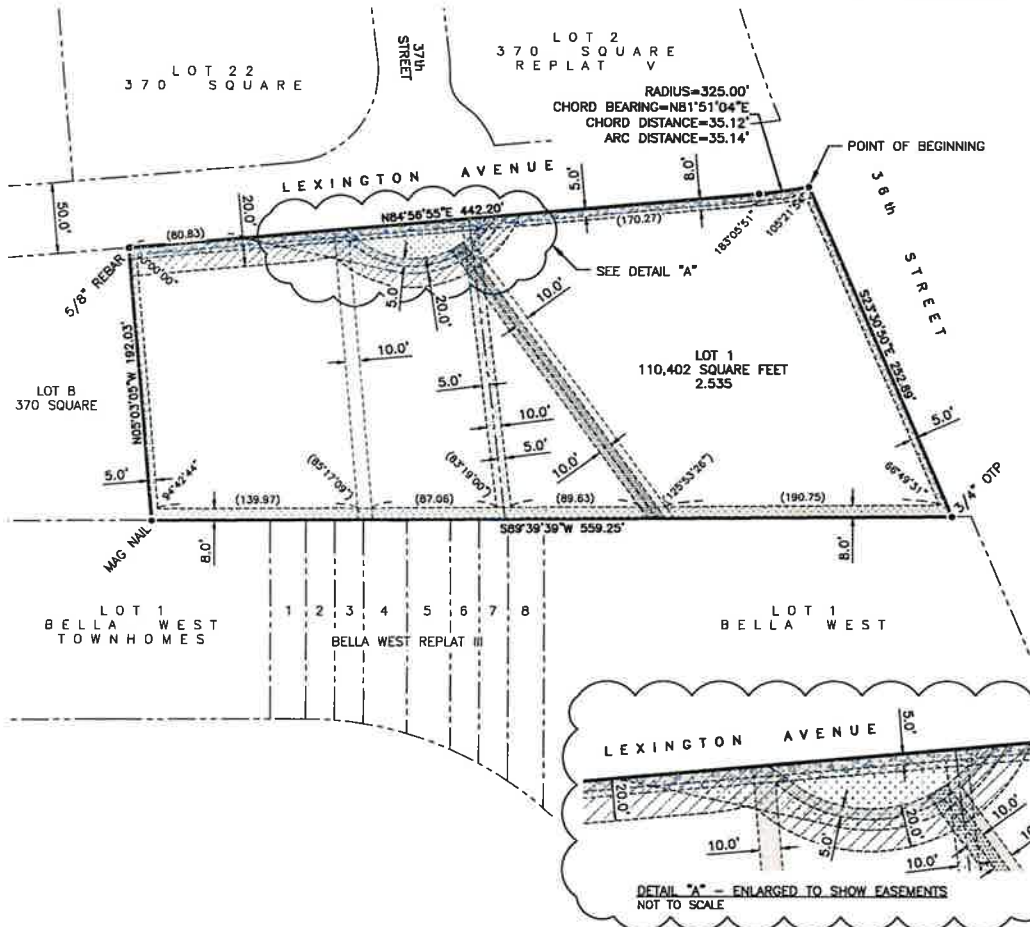 LOT 22
370 SQUARE
37th
STREET
LOT 2
370 SQUARE
REPLAT V
RADIUS=325.00'
CHORD BEARING=N81°51'04"E
CHORD DISTANCE=35.12'
ARC DISTANCE=35.14'
POINT OF BEGINNING
LEXINGTON AVENUE
36th STREET
50.0'
20.0'
5.0'
8.0'
N84°56'55"E 442.20'
(80.83)
(170.27)
183°05'51"
105°21'52"
5/8" REBAR
90°00'00"
SEE DETAIL "A"
5.0'
20.0'
10.0'
S23°30'50"E 252.89'
N05°03'05"W 192.03'
LOT B
370 SQUARE
10.0'
5.0'
10.0'
5.0'
10.0'
LOT 1
110,402 SQUARE FEET
2.535
5.0'
5.0'
94°42'44"
(85°17'09")
(83°19'00")
(125°53'26")
66°49'31"
3/4" OTP
(139.97)
(87.06)
(89.63)
(190.75)
S89°39'39"W 559.25'
MAG NAIL
8.0'
8.0'
LOT 1
BELLA WEST
TOWNHOMES
1 2 3 4 5 6 7 8
BELLA WEST REPLAT III
LOT 1
BELLA WEST
LEXINGTON AVENUE
5.0'
20.0'
10.0'
5.0'
20.0'
10.0'
10.0'
DETAIL "A" - ENLARGED TO SHOW EASEMENTS
NOT TO SCALE